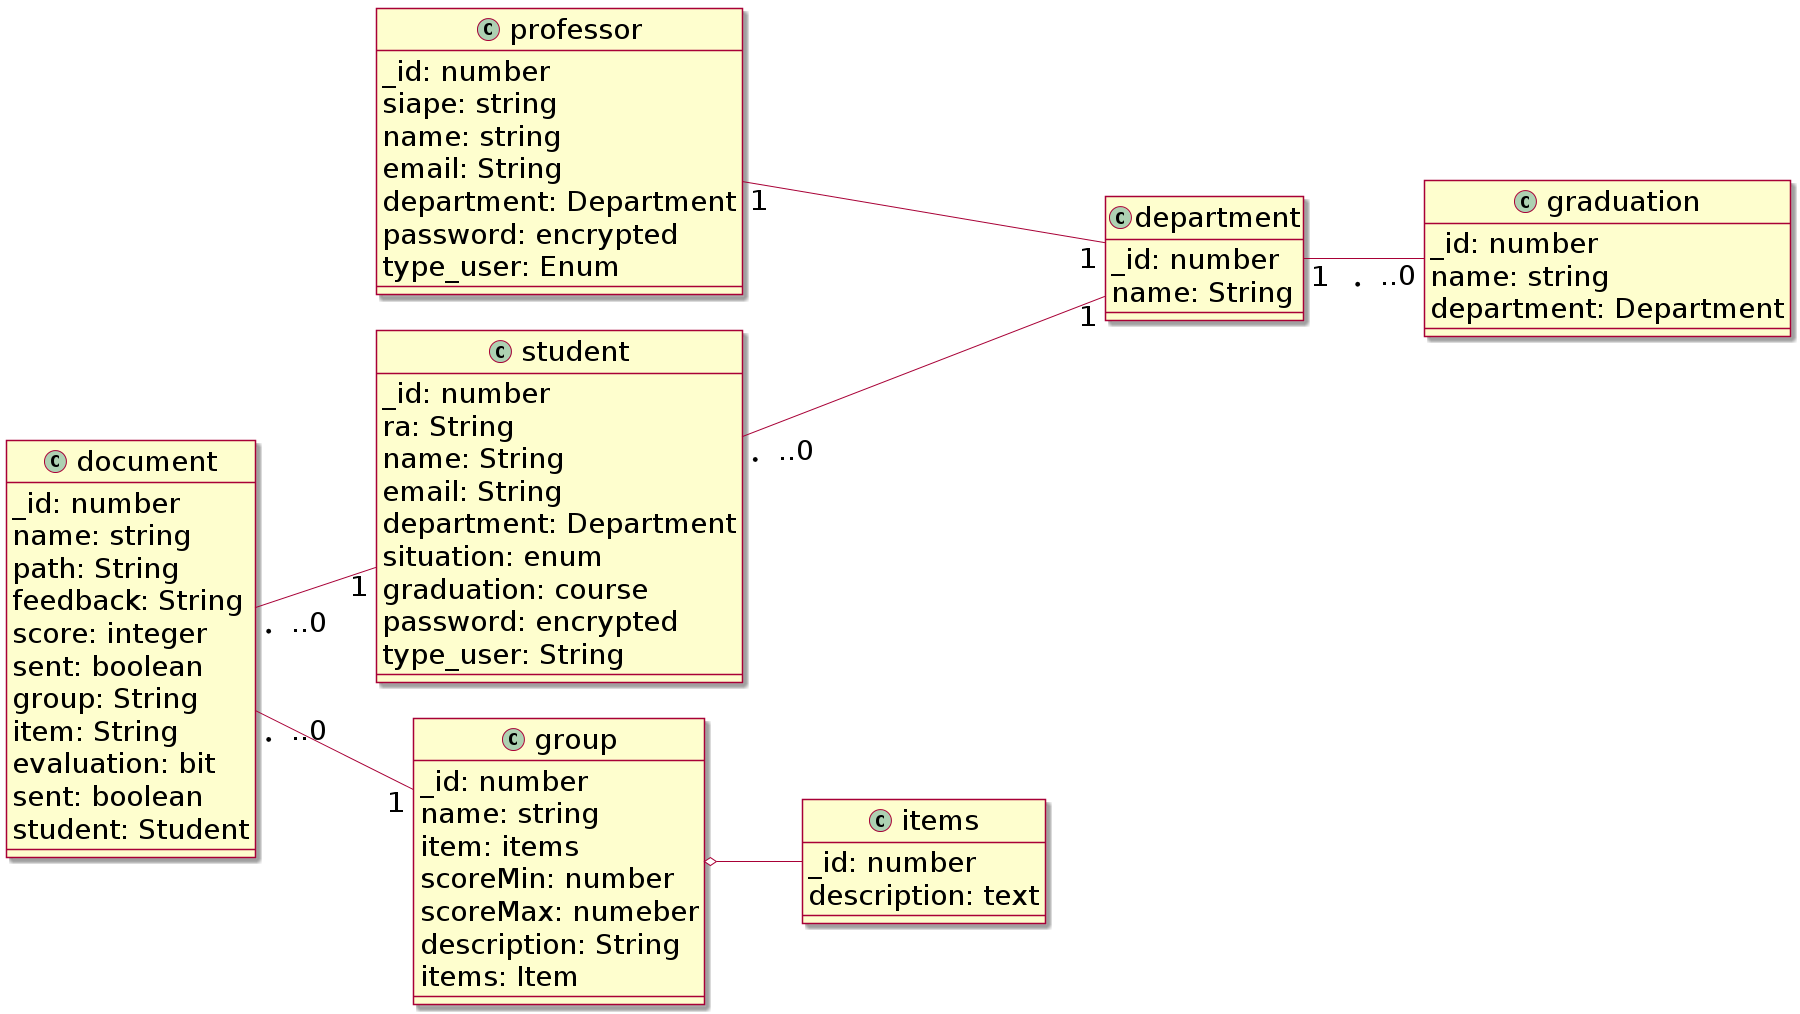 C professor
_id: number
siape: string
name: string
email: String
department: Department
password: encrypted
type_user: Enum
1
1
C department
_id: number
name: String
1
. ..0
C graduation
_id: number
name: string
department: Department
1
. ..0
C student
_id: number
ra: String
name: String
email: String
department: Department
situation: enum
graduation: course
password: encrypted
type_user: String
C document
_id: number
name: string
path: String
feedback: String
score: integer
sent: boolean
group: String
item: String
evaluation: bit
sent: boolean
student: Student
1
. ..0
. ..0
1
C group
_id: number
name: string
item: items
scoreMin: number
scoreMax: numeber
description: String
items: Item
C items
_id: number
description: text